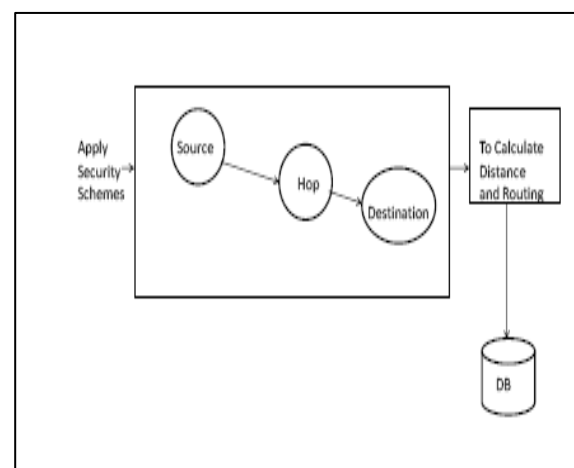 Apply
Security
Schemes
Source
Hop
Destination
To Calculate
Distance
and Routing
DB